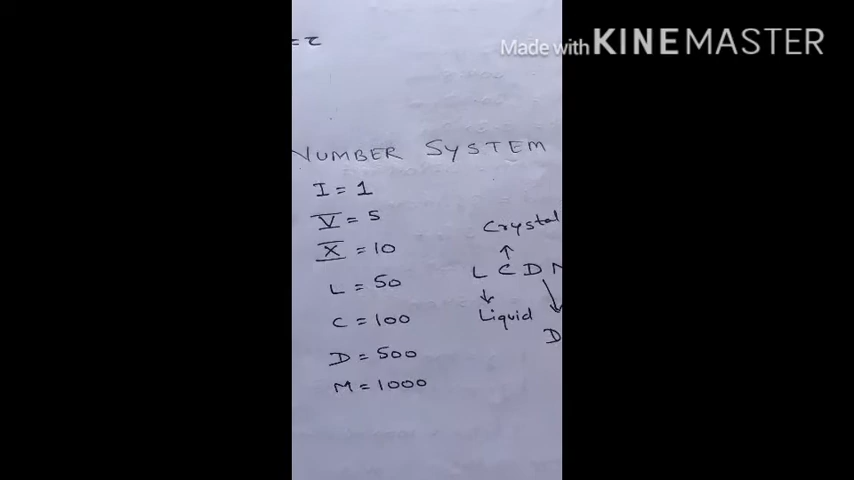 = τ
Made with KINEMASTER
NUMBER SYSTEM
I = 1
V = 5
X = 10
L = 50
C = 100
D = 500
M = 1000
Crystal
L C D M
Liquid
D